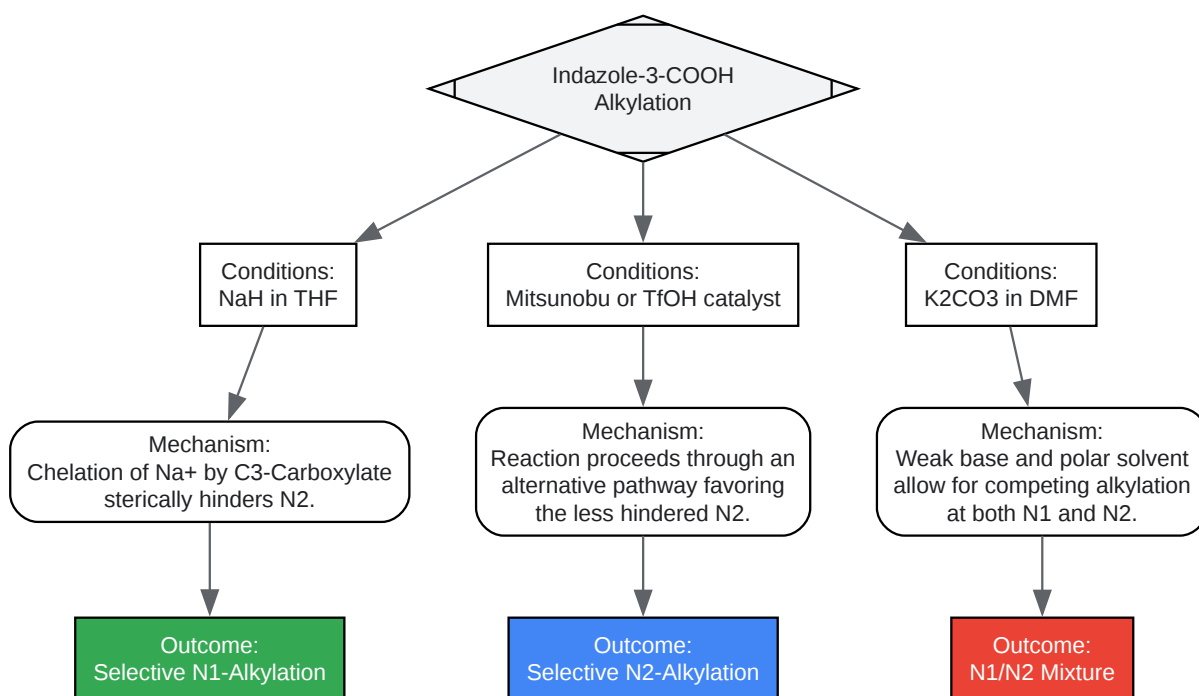 Indazole-3-COOH
Alkylation
Conditions:
NaH in THF
Conditions:
Mitsunobu or TfOH catalyst
Conditions:
K2CO3 in DMF
Mechanism:
Chelation of Na+ by C3-Carboxylate
sterically hinders N2.
Mechanism:
Reaction proceeds through an
alternative pathway favoring
the less hindered N2.
Mechanism:
Weak base and polar solvent
allow for competing alkylation
at both N1 and N2.
Outcome:
Selective N1-Alkylation
Outcome:
Selective N2-Alkylation
Outcome:
N1/N2 Mixture